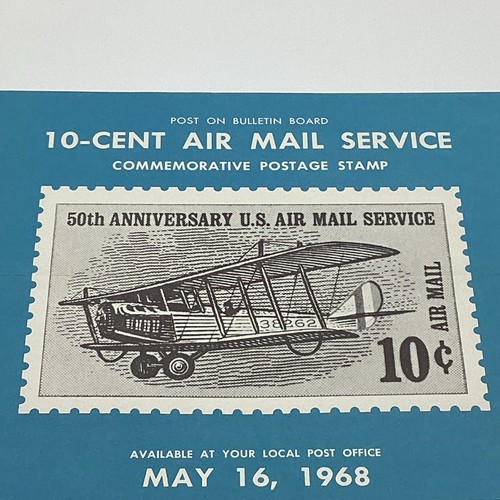 POST ON BULLETIN BOARD
10-CENT AIR MAIL SERVICE
COMMEMORATIVE POSTAGE STAMP
50th ANNIVERSARY U.S. AIR MAIL SERVICE
38262
10¢
AIR MAIL
AVAILABLE AT YOUR LOCAL POST OFFICE
MAY 16, 1968